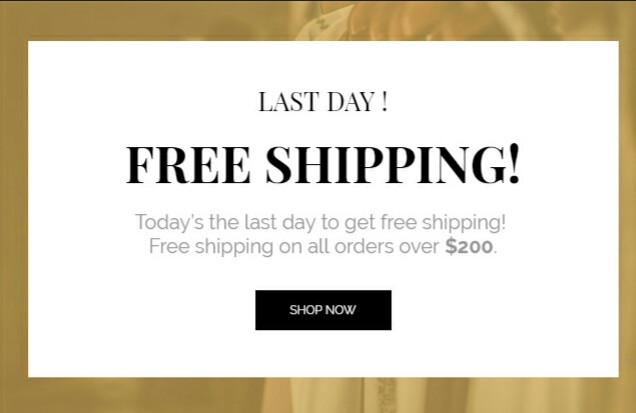 LAST DAY !
FREE SHIPPING!
Today's the last day to get free shipping!
Free shipping on all orders over $200.
SHOP NOW